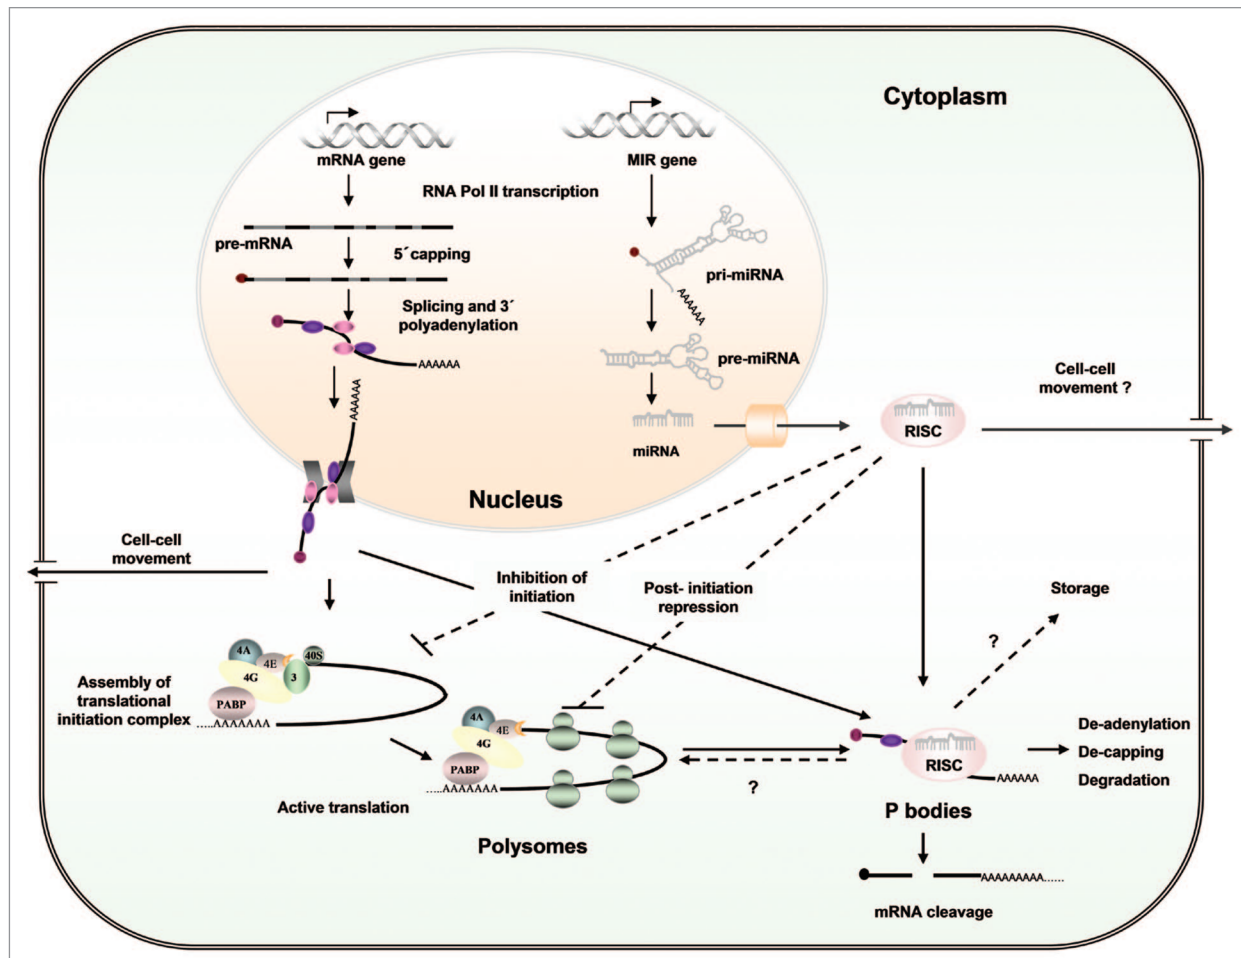 Cytoplasm
mRNA gene
MIR gene
RNA Pol II transcription
pre-mRNA
5´capping
pri-miRNA
AAAAAA
Splicing and 3´
polyadenylation
AAAAAA
pre-miRNA
AAAAAA
miRNA
RISC
Cell-cell
movement ?
Nucleus
Cell-cell
movement
Inhibition of
initiation
Post- initiation
repression
Storage
?
4A
4E
40S
4G
3
PABP
.....AAAAAAA
Assembly of
translational
initiation complex
4A
4E
4G
PABP
.....AAAAAAA
Active translation
Polysomes
?
RISC
AAAAAA
De-adenylation
De-capping
Degradation
P bodies
AAAAAAAAA......
mRNA cleavage